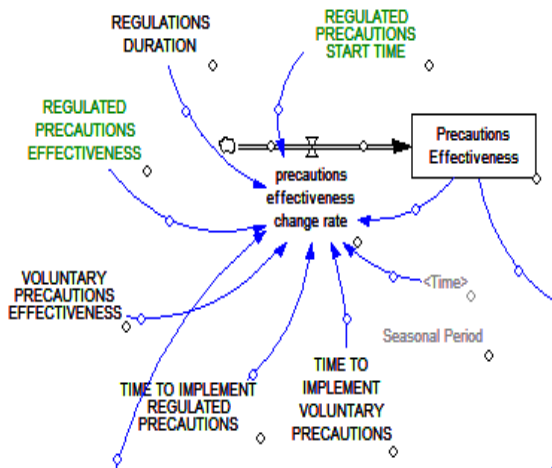 REGULATIONS
DURATION
REGULATED
PRECAUTIONS
START TIME
REGULATED
PRECAUTIONS
EFFECTIVENESS
Precautions
Effectiveness
precautions
effectiveness
change rate
VOLUNTARY
PRECAUTIONS
EFFECTIVENESS
<Time>
Seasonal Period
TIME TO IMPLEMENT
REGULATED
PRECAUTIONS
TIME TO
IMPLEMENT
VOLUNTARY
PRECAUTIONS